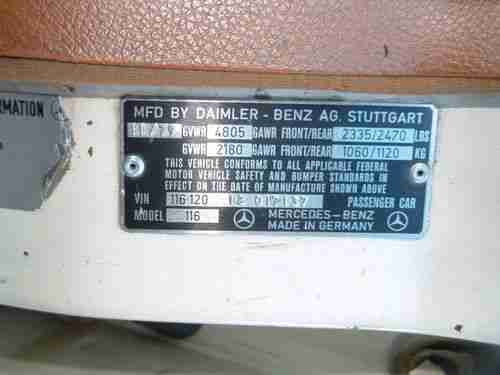 RMATION
MFD BY DAIMLER - BENZ AG. STUTTGART
GVWR 4805 GAWR FRONT/REAR 2335/2470 LBS
GVWR 2180 GAWR FRONT/REAR 1060/1120 KG
THIS VEHICLE CONFORMS TO ALL APPLICABLE FEDERAL
MOTOR VEHICLE SAFETY AND BUMPER STANDARDS IN
EFFECT ON THE DATE OF MANUFACTURE SHOWN ABOVE
VIN 116·120 PASSENGER CAR
MODEL 116 MERCEDES-BENZ
MADE IN GERMANY